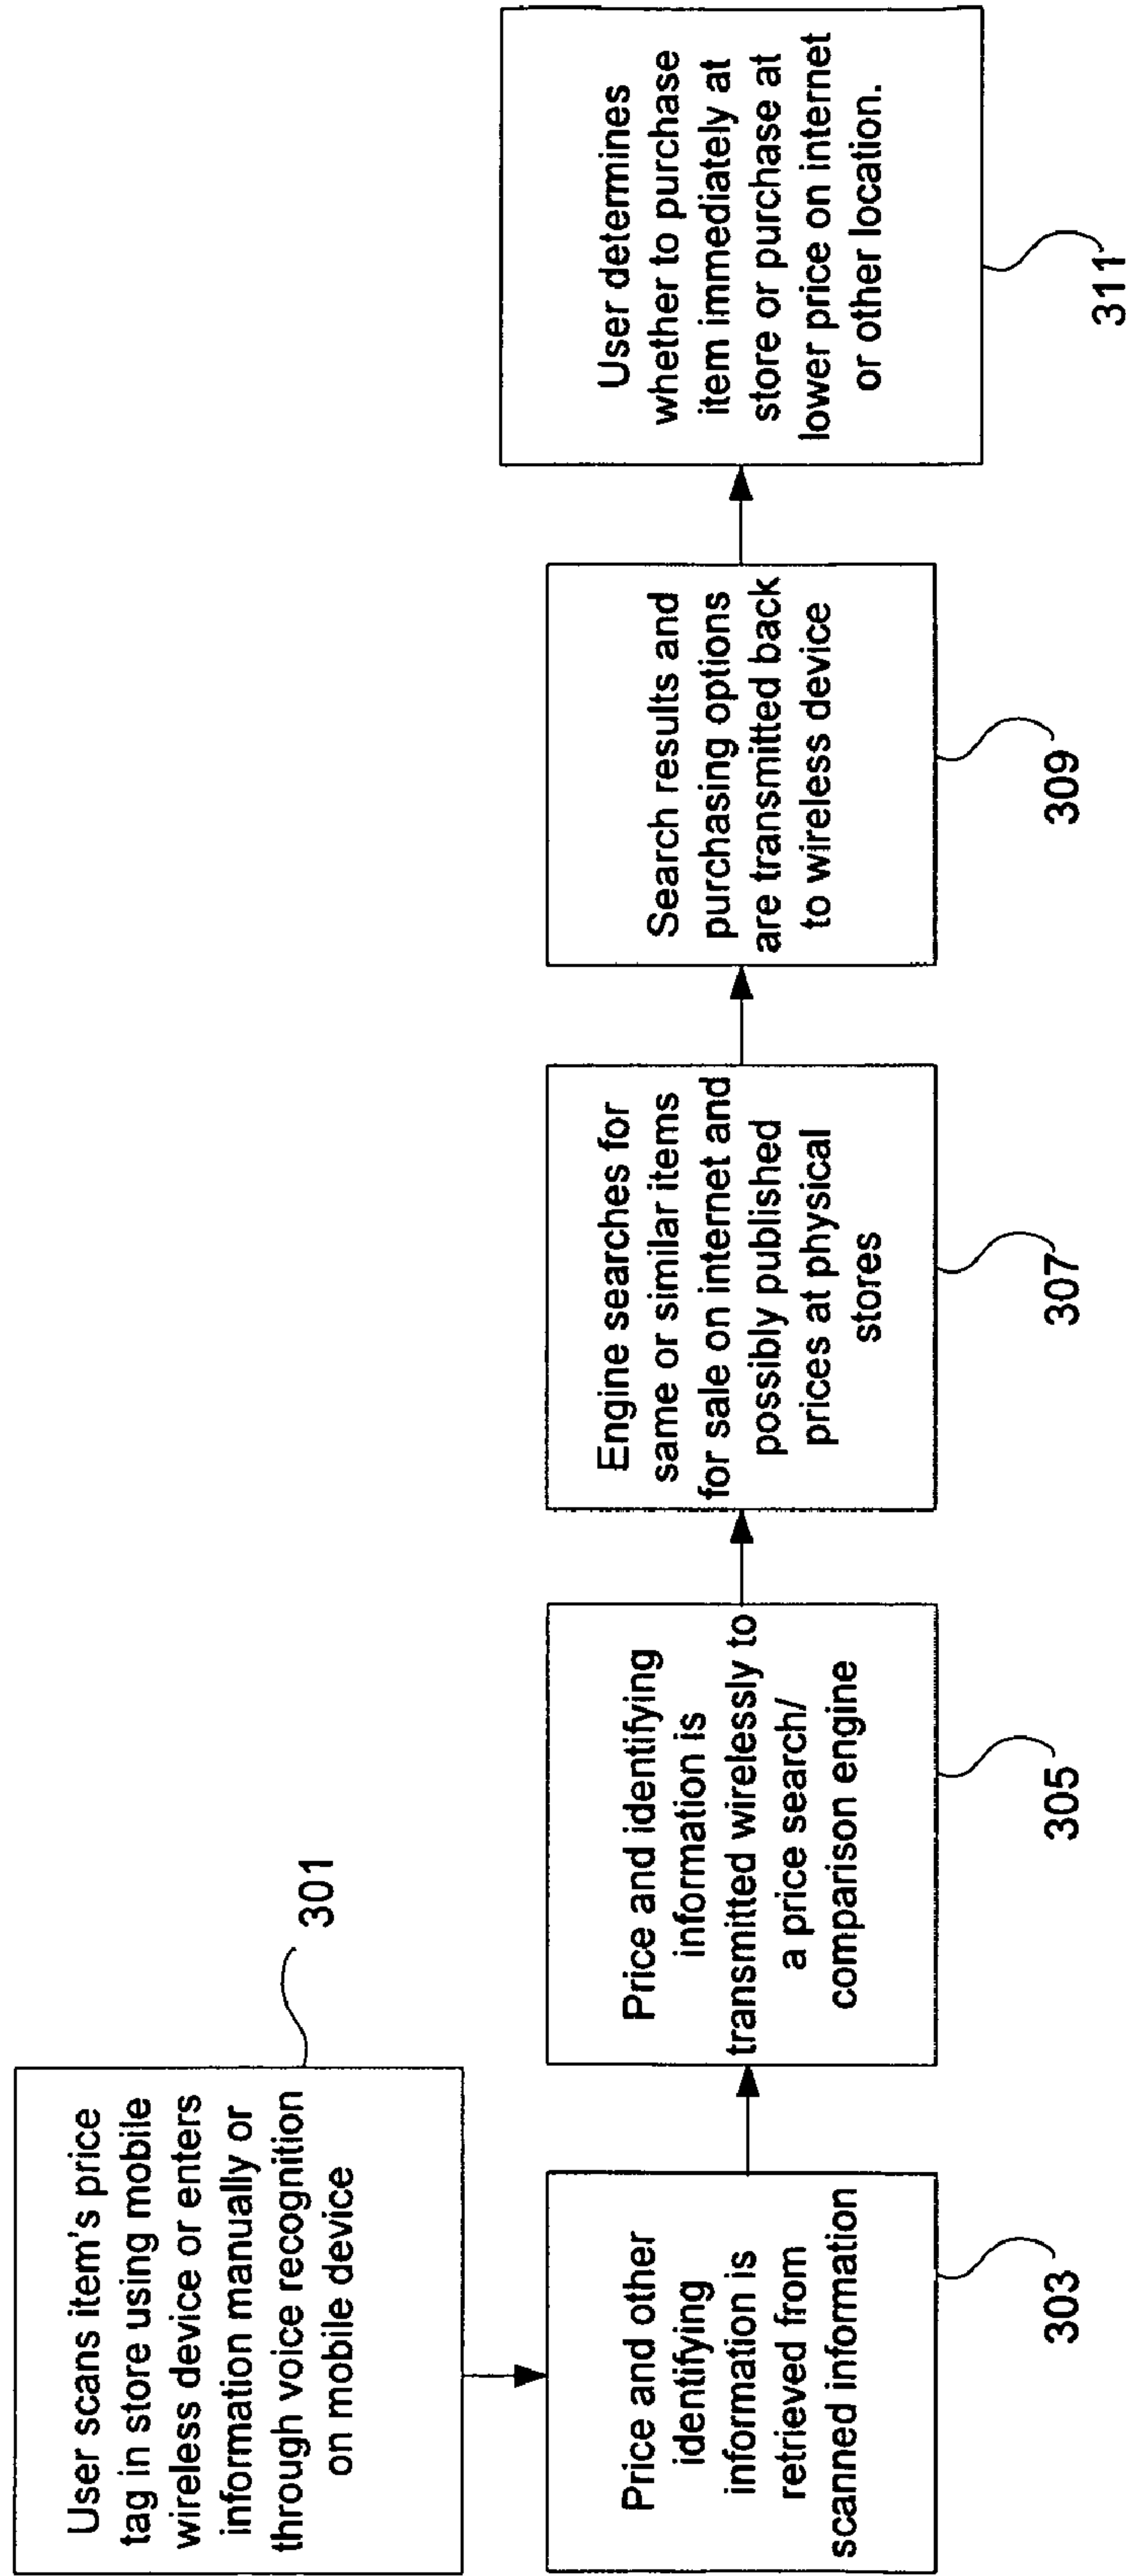 User scans item's price
tag in store using mobile
wireless device or enters
information manually or
through voice recognition
on mobile device
301
Price and other
identifying
information is
retrieved from
scanned information
303
Price and identifying
information is
transmitted wirelessly to
a price search/
comparison engine
305
Engine searches for
same or similar items
for sale on internet and
possibly published
prices at physical
stores
307
Search results and
purchasing options
are transmitted back
to wireless device
309
User determines
whether to purchase
item immediately at
store or purchase at
lower price on internet
or other location.
311